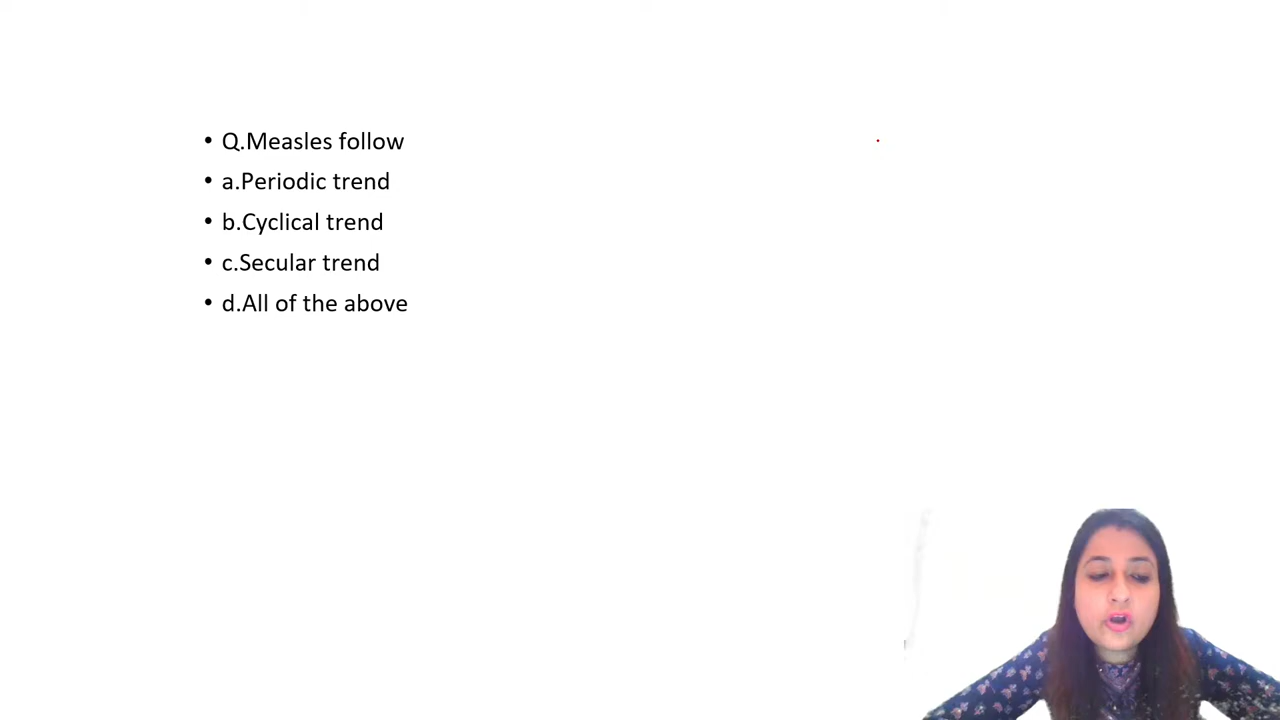 • Q.Measles follow
• a.Periodic trend
• b.Cyclical trend
• c.Secular trend
• d.All of the above